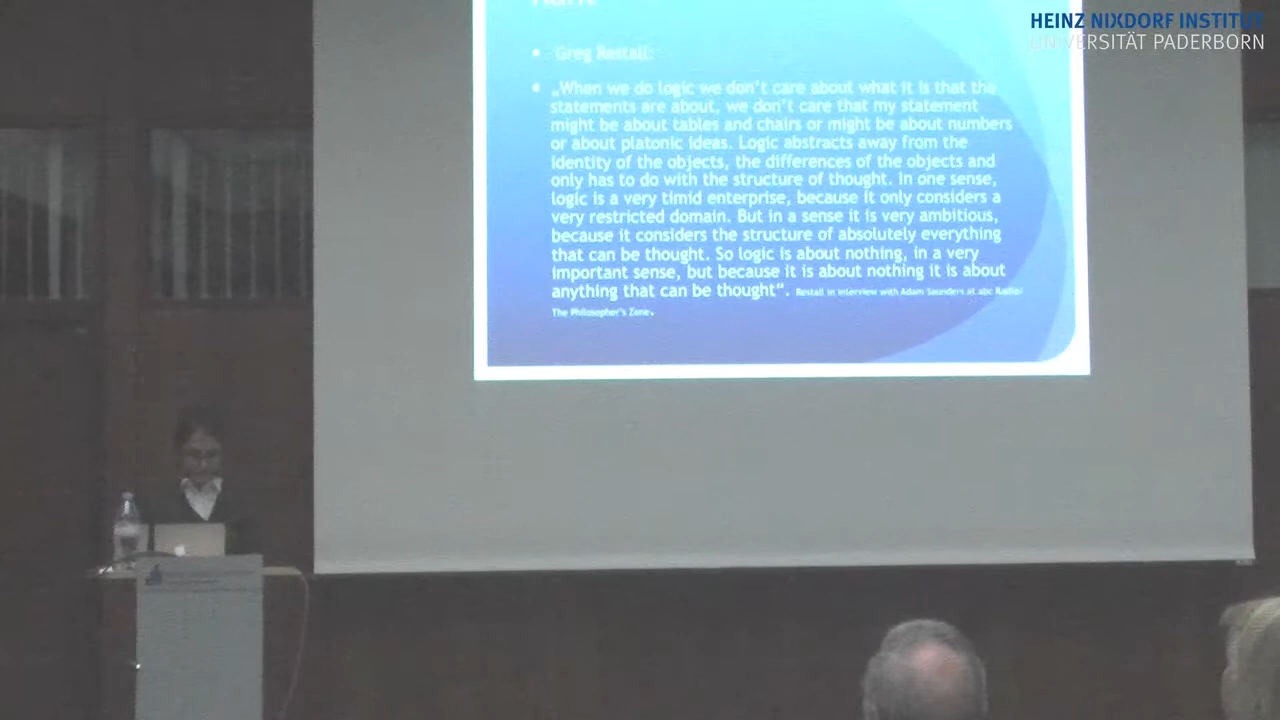 HEINZ NIXDORF INSTITUT
UNIVERSITÄT PADERBORN
• Greg Restall:
• „When we do logic we don't care about what it is that the
statements are about, we don't care that my statement
might be about tables and chairs or might be about numbers
or about platonic ideas. Logic abstracts away from the
identity of the objects, the differences of the objects and
only has to do with the structure of thought. In one sense,
logic is a very timid enterprise, because it only considers a
very restricted domain. But in a sense it is very ambitious,
because it considers the structure of absolutely everything
that can be thought. So logic is about nothing, in a very
important sense, but because it is about nothing it is about
anything that can be thought“. Restall in interview with Adam Saunders at abc Radio/
The Philosopher's Zone.